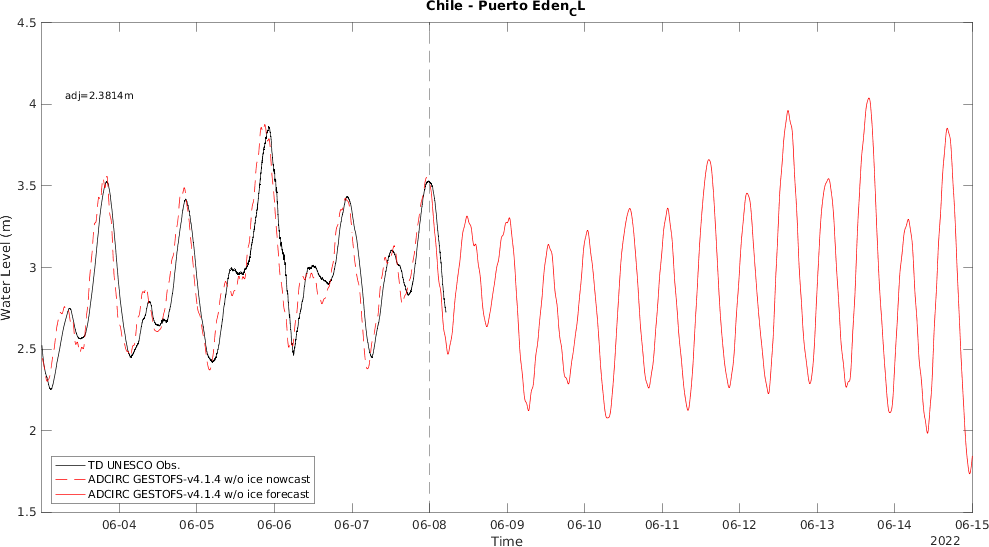 Chile - Puerto Eden_CL
adj=2.3814m
Water Level (m)
4.5
4
3.5
3
2.5
2
1.5
TD UNESCO Obs.
ADCIRC GESTOFS-v4.1.4 w/o ice nowcast
ADCIRC GESTOFS-v4.1.4 w/o ice forecast
06-04 06-05 06-06 06-07 06-08 06-09 06-10 06-11 06-12 06-13 06-14 06-15
Time
2022